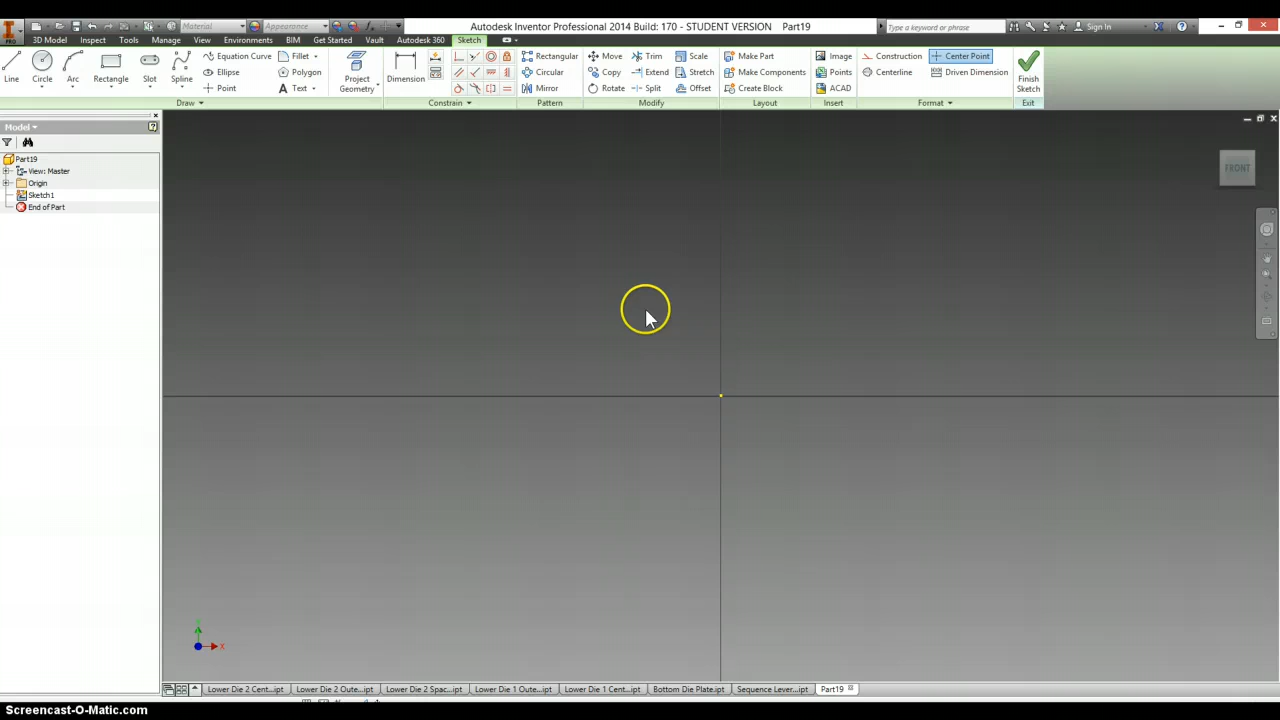 PRO
Material
Appearance
Autodesk Inventor Professional 2014 Build: 170 - STUDENT VERSION Part19
Type a keyword or phrase
Sign In
3D Model Inspect Tools Manage View Environments BIM Get Started Vault Autodesk 360 Sketch
Line Circle Arc Rectangle Slot Spline
Equation Curve Fillet
Ellipse Polygon
Point Text
Project Geometry
Dimension
Rectangular
Circular
Mirror
Move Trim Scale
Copy Extend Stretch
Rotate Split Offset
Make Part
Make Components
Create Block
Image
Points
ACAD
Construction Center Point
Centerline Driven Dimension
Finish Sketch
Draw Constrain Pattern Modify Layout Insert Format Exit
Model
Part19
View: Master
Origin
Sketch1
End of Part
FRONT
X
Lower Die 2 Cent...ipt Lower Die 2 Oute...ipt Lower Die 2 Spac...ipt Lower Die 1 Oute...ipt Lower Die 1 Cent...ipt Bottom Die Plate.ipt Sequence Lever...ipt Part19
Screencast-O-Matic.com